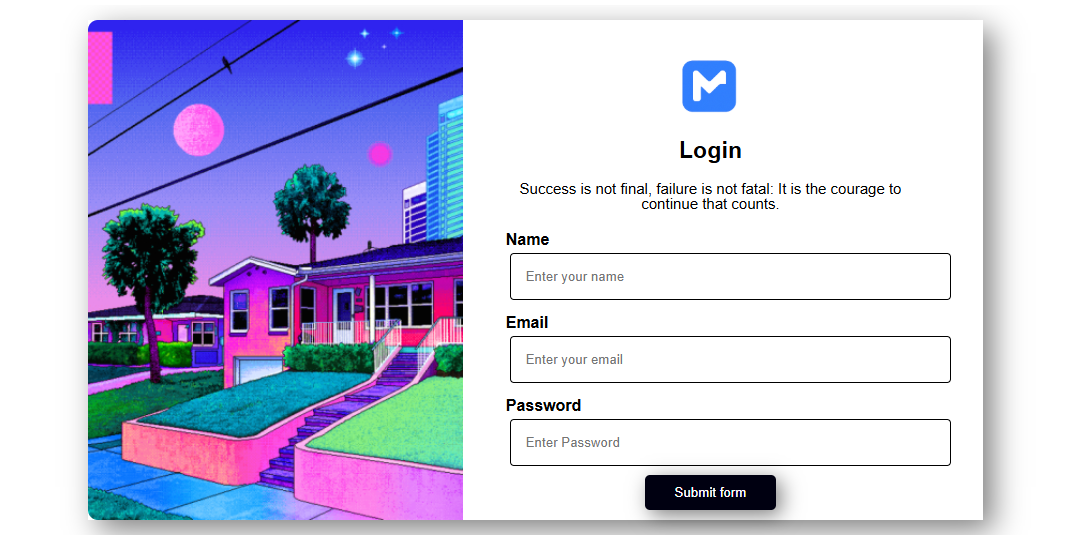 Login
Success is not final, failure is not fatal: It is the courage to
continue that counts.
Name
Enter your name
Email
Enter your email
Password
Enter Password
Submit form